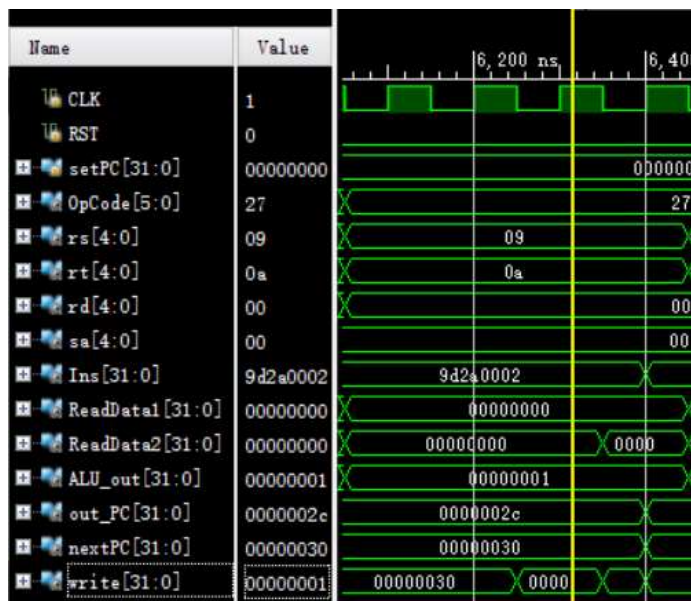 Name Value
6,200 ns 6,40
CLK 1
RST 0
setPC[31:0] 00000000 000000
OpCode[5:0] 27 27
rs[4:0] 09 09
rt[4:0] 0a 0a
rd[4:0] 00 00
sa[4:0] 00 00
Ins[31:0] 9d2a0002 9d2a0002
ReadData1[31:0] 00000000 00000000
ReadData2[31:0] 00000000 00000000 0000
ALU_out[31:0] 00000001 00000001
out_PC[31:0] 0000002c 0000002c
nextPC[31:0] 00000030 00000030
write[31:0] 00000001 00000030 0000